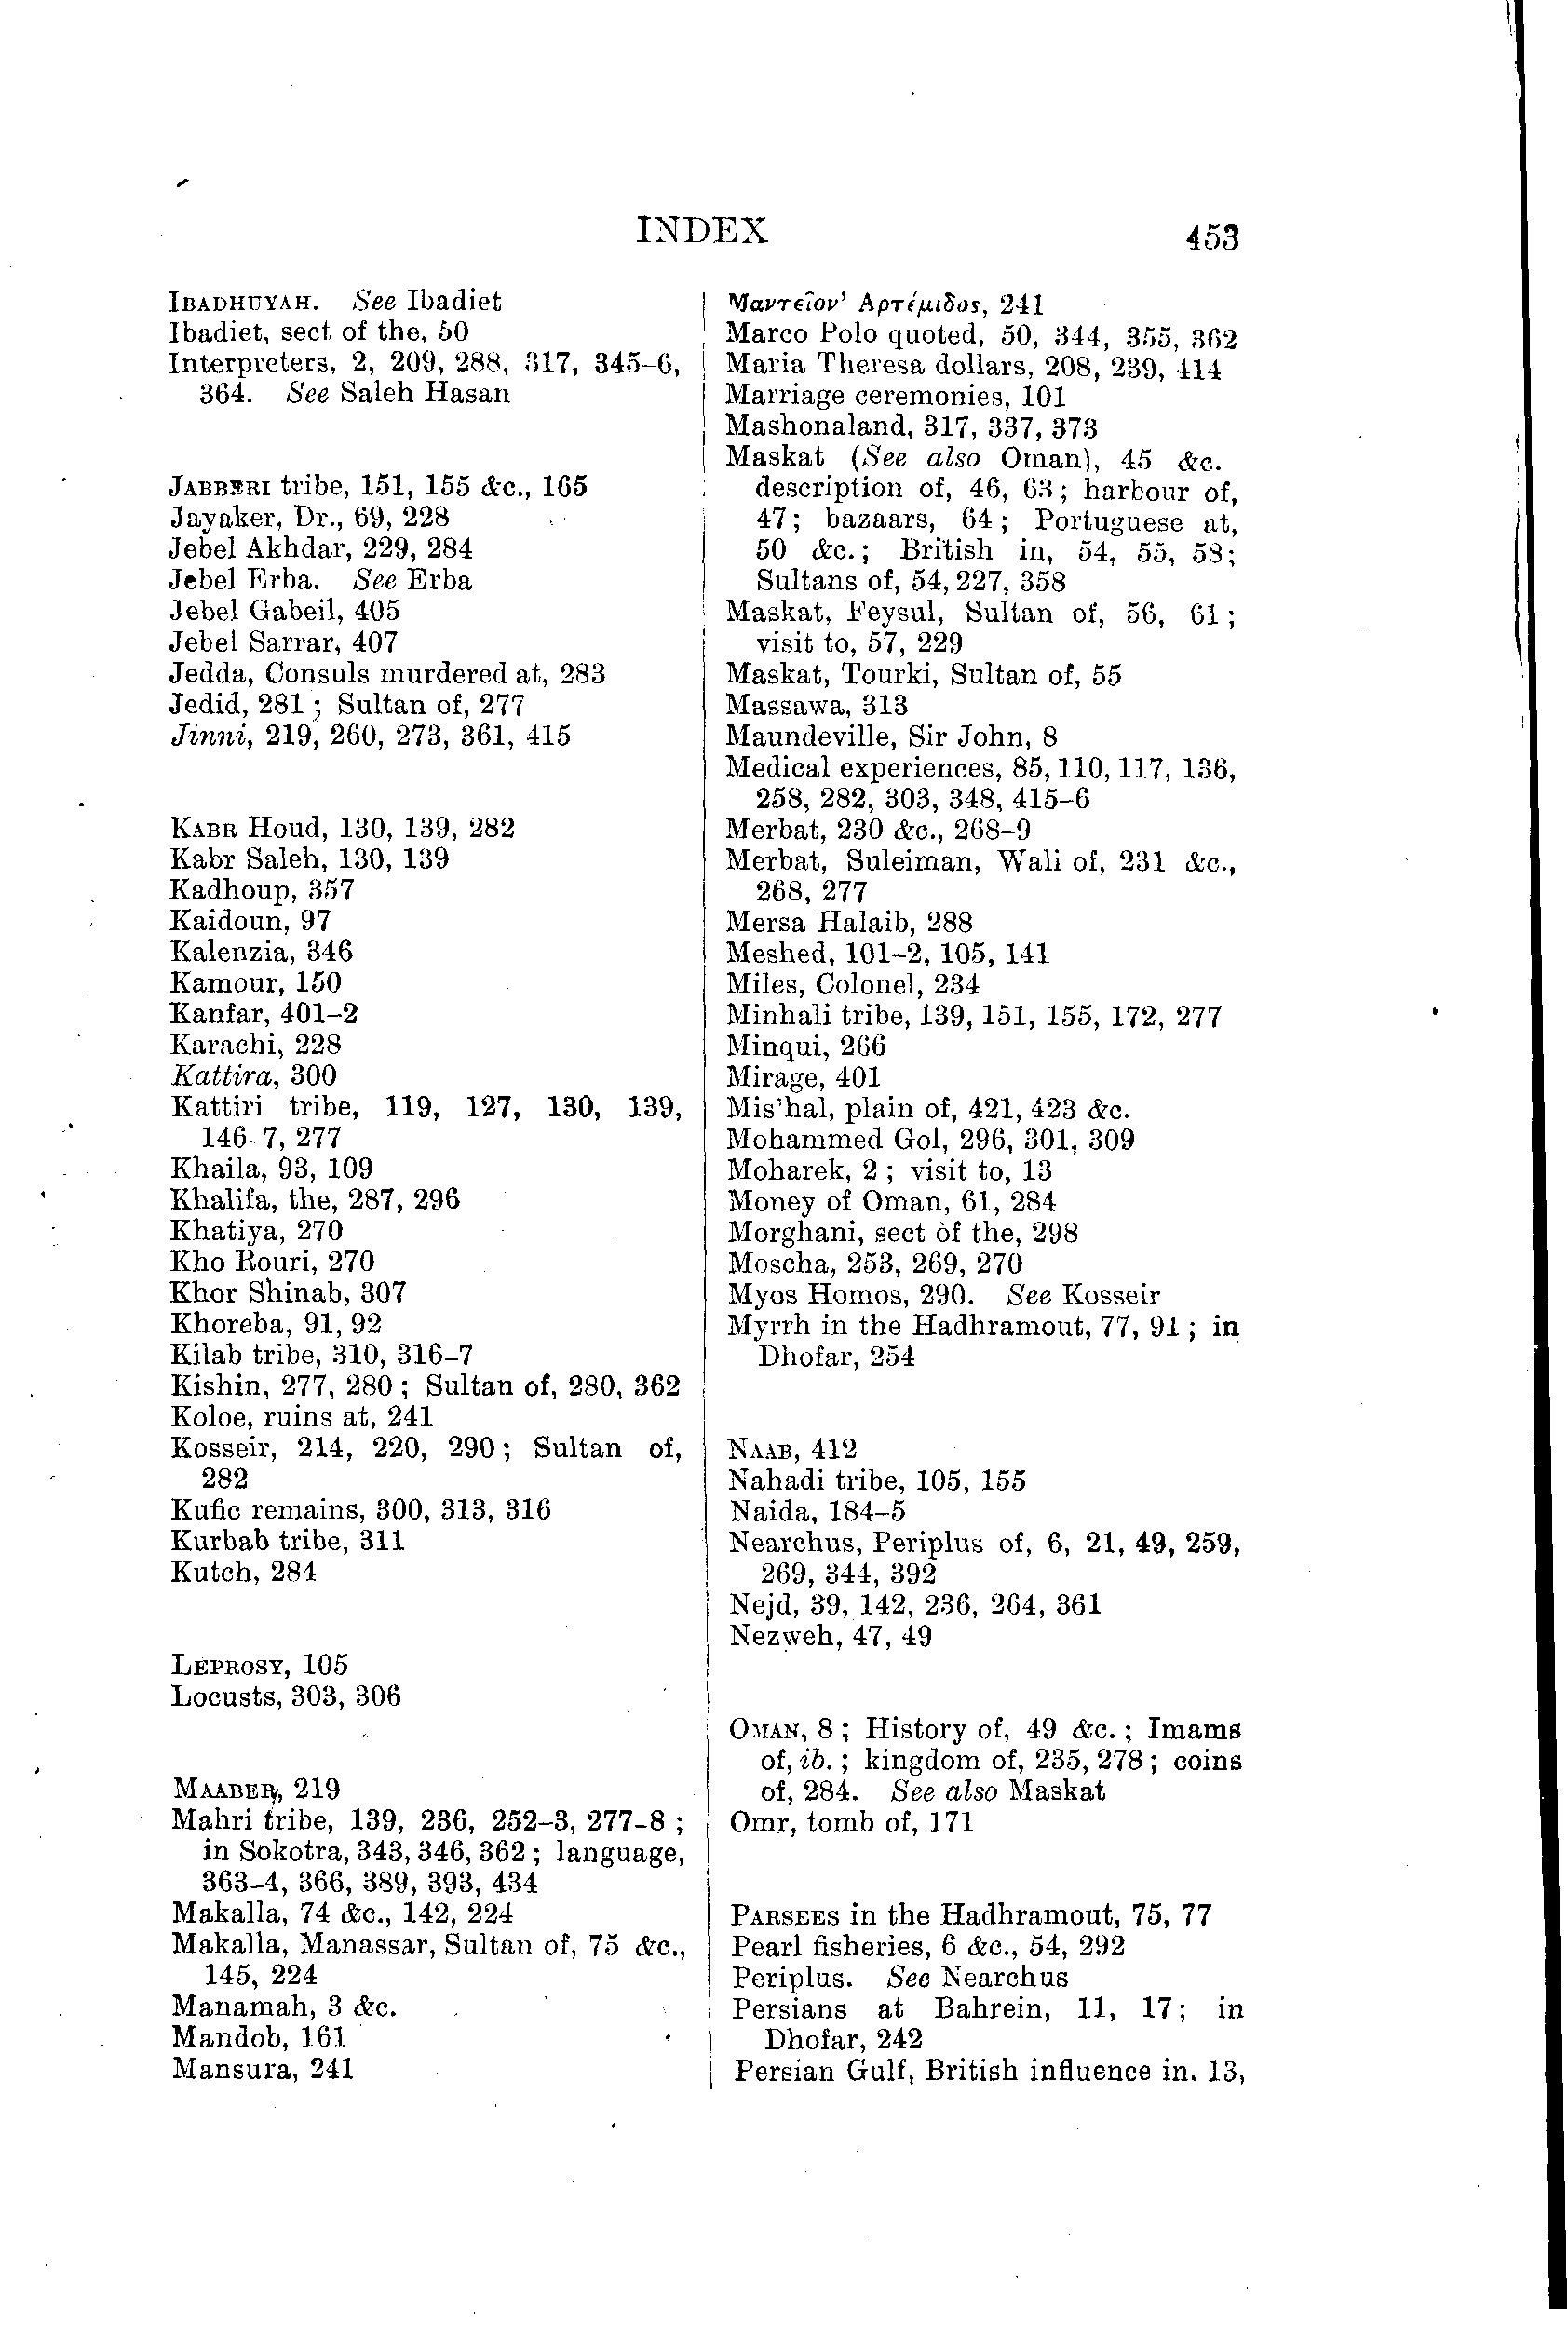 INDEX
453
IBADHUYAH. See Ibadiet
Ibadiet, sect of the, 50
Interpreters, 2, 209, 288, 317, 345-6,
364. See Saleh Hasan
JABBERI tribe, 151, 155 &c., 165
Jayaker, Dr., 69, 228
Jebel Akhdar, 229, 284
Jebel Erba. See Erba
Jebel Gabeil, 405
Jebel Sarrar, 407
Jedda, Consuls murdered at, 283
Jedid, 281; Sultan of, 277
Jinni, 219, 260, 273, 361, 415
KABR Houd, 130, 139, 282
Kabr Saleh, 130, 139
Kadhoup, 357
Kaidoun, 97
Kalenzia, 346
Kamour, 150
Kanfar, 401-2
Karachi, 228
Kattira, 300
Kattiri tribe, 119, 127, 130, 139,
146-7, 277
Khaila, 93, 109
Khalifa, the, 287, 296
Khatiya, 270
Kho Rouri, 270
Khor Shinab, 307
Khoreba, 91, 92
Kilab tribe, 310, 316-7
Kishin, 277, 280; Sultan of, 280, 362
Koloe, ruins at, 241
Kosseir, 214, 220, 290; Sultan of,
282
Kufic remains, 300, 313, 316
Kurbab tribe, 311
Kutch, 284
LEPROSY, 105
Locusts, 303, 306
MAABER, 219
Mahri tribe, 139, 236, 252-3, 277-8;
in Sokotra, 343, 346, 362; language,
363-4, 366, 389, 393, 434
Makalla, 74 &c., 142, 224
Makalla, Manassar, Sultan of, 75 &c.,
145, 224
Manamah, 3 &c.
Mandob, 161
Mansura, 241
Μαντεῖον' Αρτέμιδος, 241
Marco Polo quoted, 50, 344, 355, 362
Maria Theresa dollars, 208, 239, 414
Marriage ceremonies, 101
Mashonaland, 317, 337, 373
Maskat (See also Oman), 45 &c.
description of, 46, 63; harbour of,
47; bazaars, 64; Portuguese at,
50 &c.; British in, 54, 55, 58;
Sultans of, 54, 227, 358
Maskat, Feysul, Sultan of, 56, 61;
visit to, 57, 229
Maskat, Tourki, Sultan of, 55
Massawa, 313
Maundeville, Sir John, 8
Medical experiences, 85, 110, 117, 136,
258, 282, 303, 348, 415-6
Merbat, 230 &c., 268-9
Merbat, Suleiman, Wali of, 231 &c.,
268, 277
Mersa Halaib, 288
Meshed, 101-2, 105, 141
Miles, Colonel, 234
Minhali tribe, 139, 151, 155, 172, 277
Minqui, 266
Mirage, 401
Mis'hal, plain of, 421, 423 &c.
Mohammed Gol, 296, 301, 309
Moharek, 2; visit to, 13
Money of Oman, 61, 284
Morghani, sect of the, 298
Moscha, 253, 269, 270
Myos Homos, 290. See Kosseir
Myrrh in the Hadhramout, 77, 91; in
Dhofar, 254
NAAB, 412
Nahadi tribe, 105, 155
Naida, 184-5
Nearchus, Periplus of, 6, 21, 49, 259,
269, 344, 392
Nejd, 39, 142, 236, 264, 361
Nezweh, 47, 49
OMAN, 8; History of, 49 &c.; Imams
of, ib.; kingdom of, 235, 278; coins
of, 284. See also Maskat
Omr, tomb of, 171
PARSEES in the Hadhramout, 75, 77
Pearl fisheries, 6 &c., 54, 292
Periplus. See Nearchus
Persians at Bahrein, 11, 17; in
Dhofar, 242
Persian Gulf, British influence in, 13,